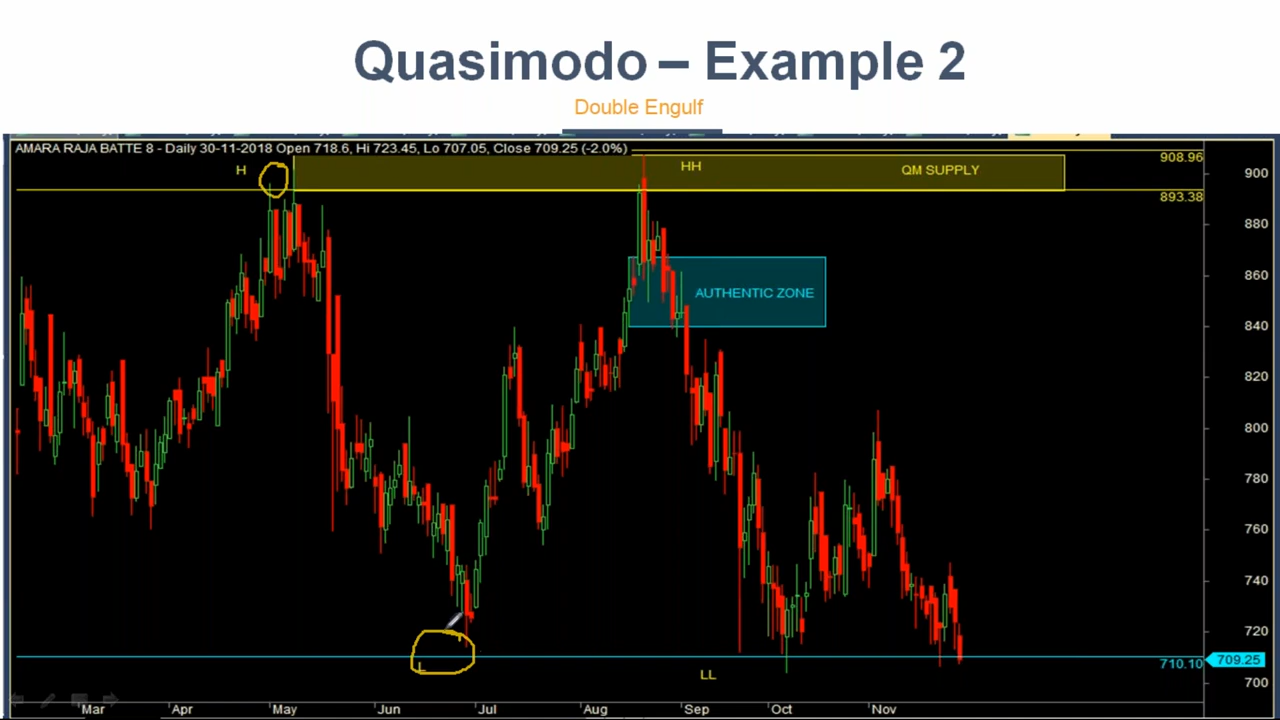 Quasimodo – Example 2
Double Engulf
AMARA RAJA BATTE 8 - Daily 30-11-2018 Open 718.6, Hi 723.45, Lo 707.05, Close 709.25 (-2.0%)
908.96
H
HH
QM SUPPLY
900
893.38
880
860
AUTHENTIC ZONE
840
820
800
780
760
740
720
L
710.10
709.25
LL
700
Mar
Apr
May
Jun
Jul
Aug
Sep
Oct
Nov